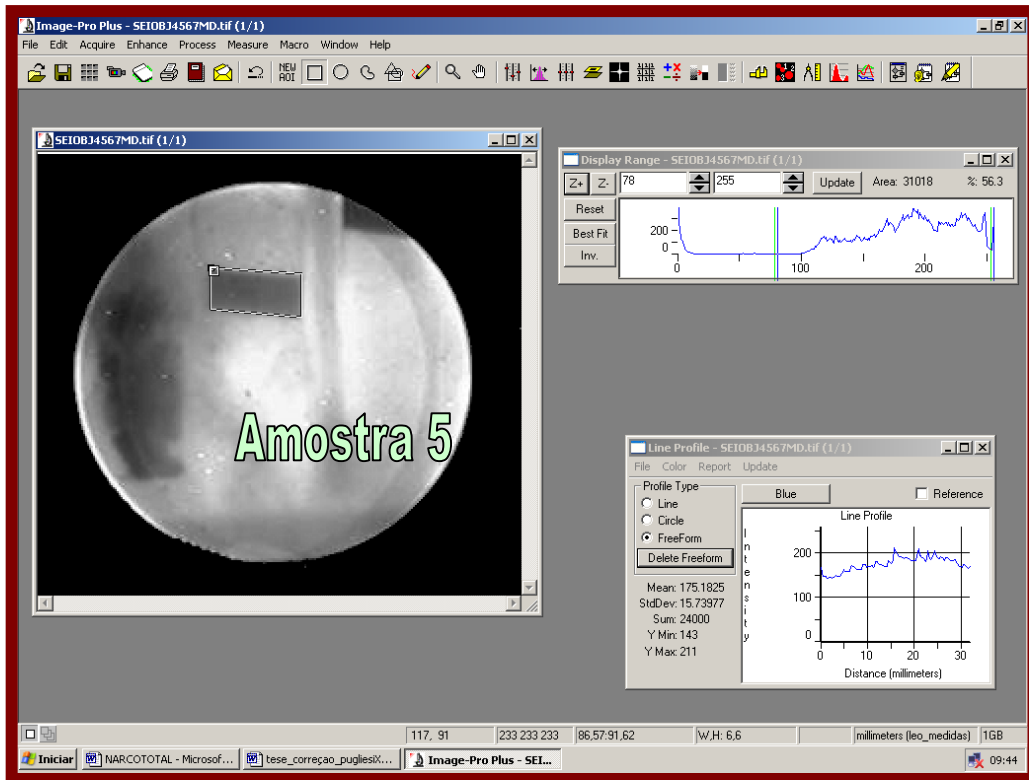 Image-Pro Plus - SEIOBJ4567MD.tif (1/1)
File Edit Acquire Enhance Process Measure Macro Window Help
NEW AOI
SEIOBJ4567MD.tif (1/1)
Amostra 5
Display Range - SEIOBJ4567MD.tif (1/1)
Z+ Z- 78 255 Update Area: 31018 %: 56.3
Reset
Best Fit
Inv.
200
0
0 100 200
Line Profile - SEIOBJ4567MD.tif (1/1)
File Color Report Update
Profile Type
Line
Circle
FreeForm
Delete Freeform
Mean: 175.1825
StdDev: 15.73977
Sum: 24000
Y Min: 143
Y Max: 211
Blue Reference
Line Profile
Intensity
200
100
0
0 10 20 30
Distance (millimeters)
117, 91 233 233 233 86,57:91,62 W,H: 6,6 millimeters (leo_medidas) 1GB
Iniciar NARCOTOTAL - Microsof... tese_correçao_pugliesiX... Image-Pro Plus - SEI... 09:44